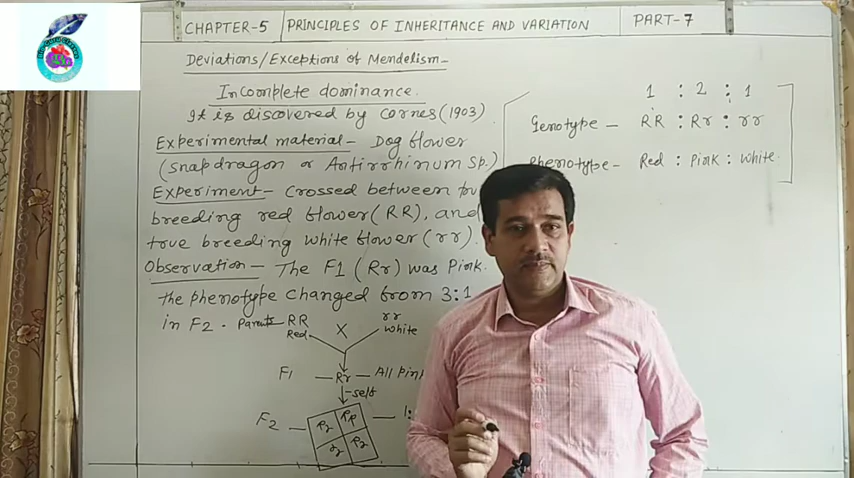 CHAPTER-5 PRINCIPLES OF INHERITANCE AND VARIATION PART-7
Deviations/Exceptions of Mendelism-
Incomplete dominance.
It is discovered by Cornes (1903)
Experimental material - Dog flower
(snapdragon or Antirrhinum Sp.)
Experiment - Crossed between
breeding red flower (RR), and
true breeding white flower (rr).
Observation - The F1 (Rr) was Pink.
the phenotype changed from 3:1
in F2.
Parents - RR X rr
Red white
F1 - Rr - All Pink
self
F2
RR Rr
Rr rr
1 : 2 : 1
Genotype - RR : Rr : rr
Phenotype - Red : Pink : white